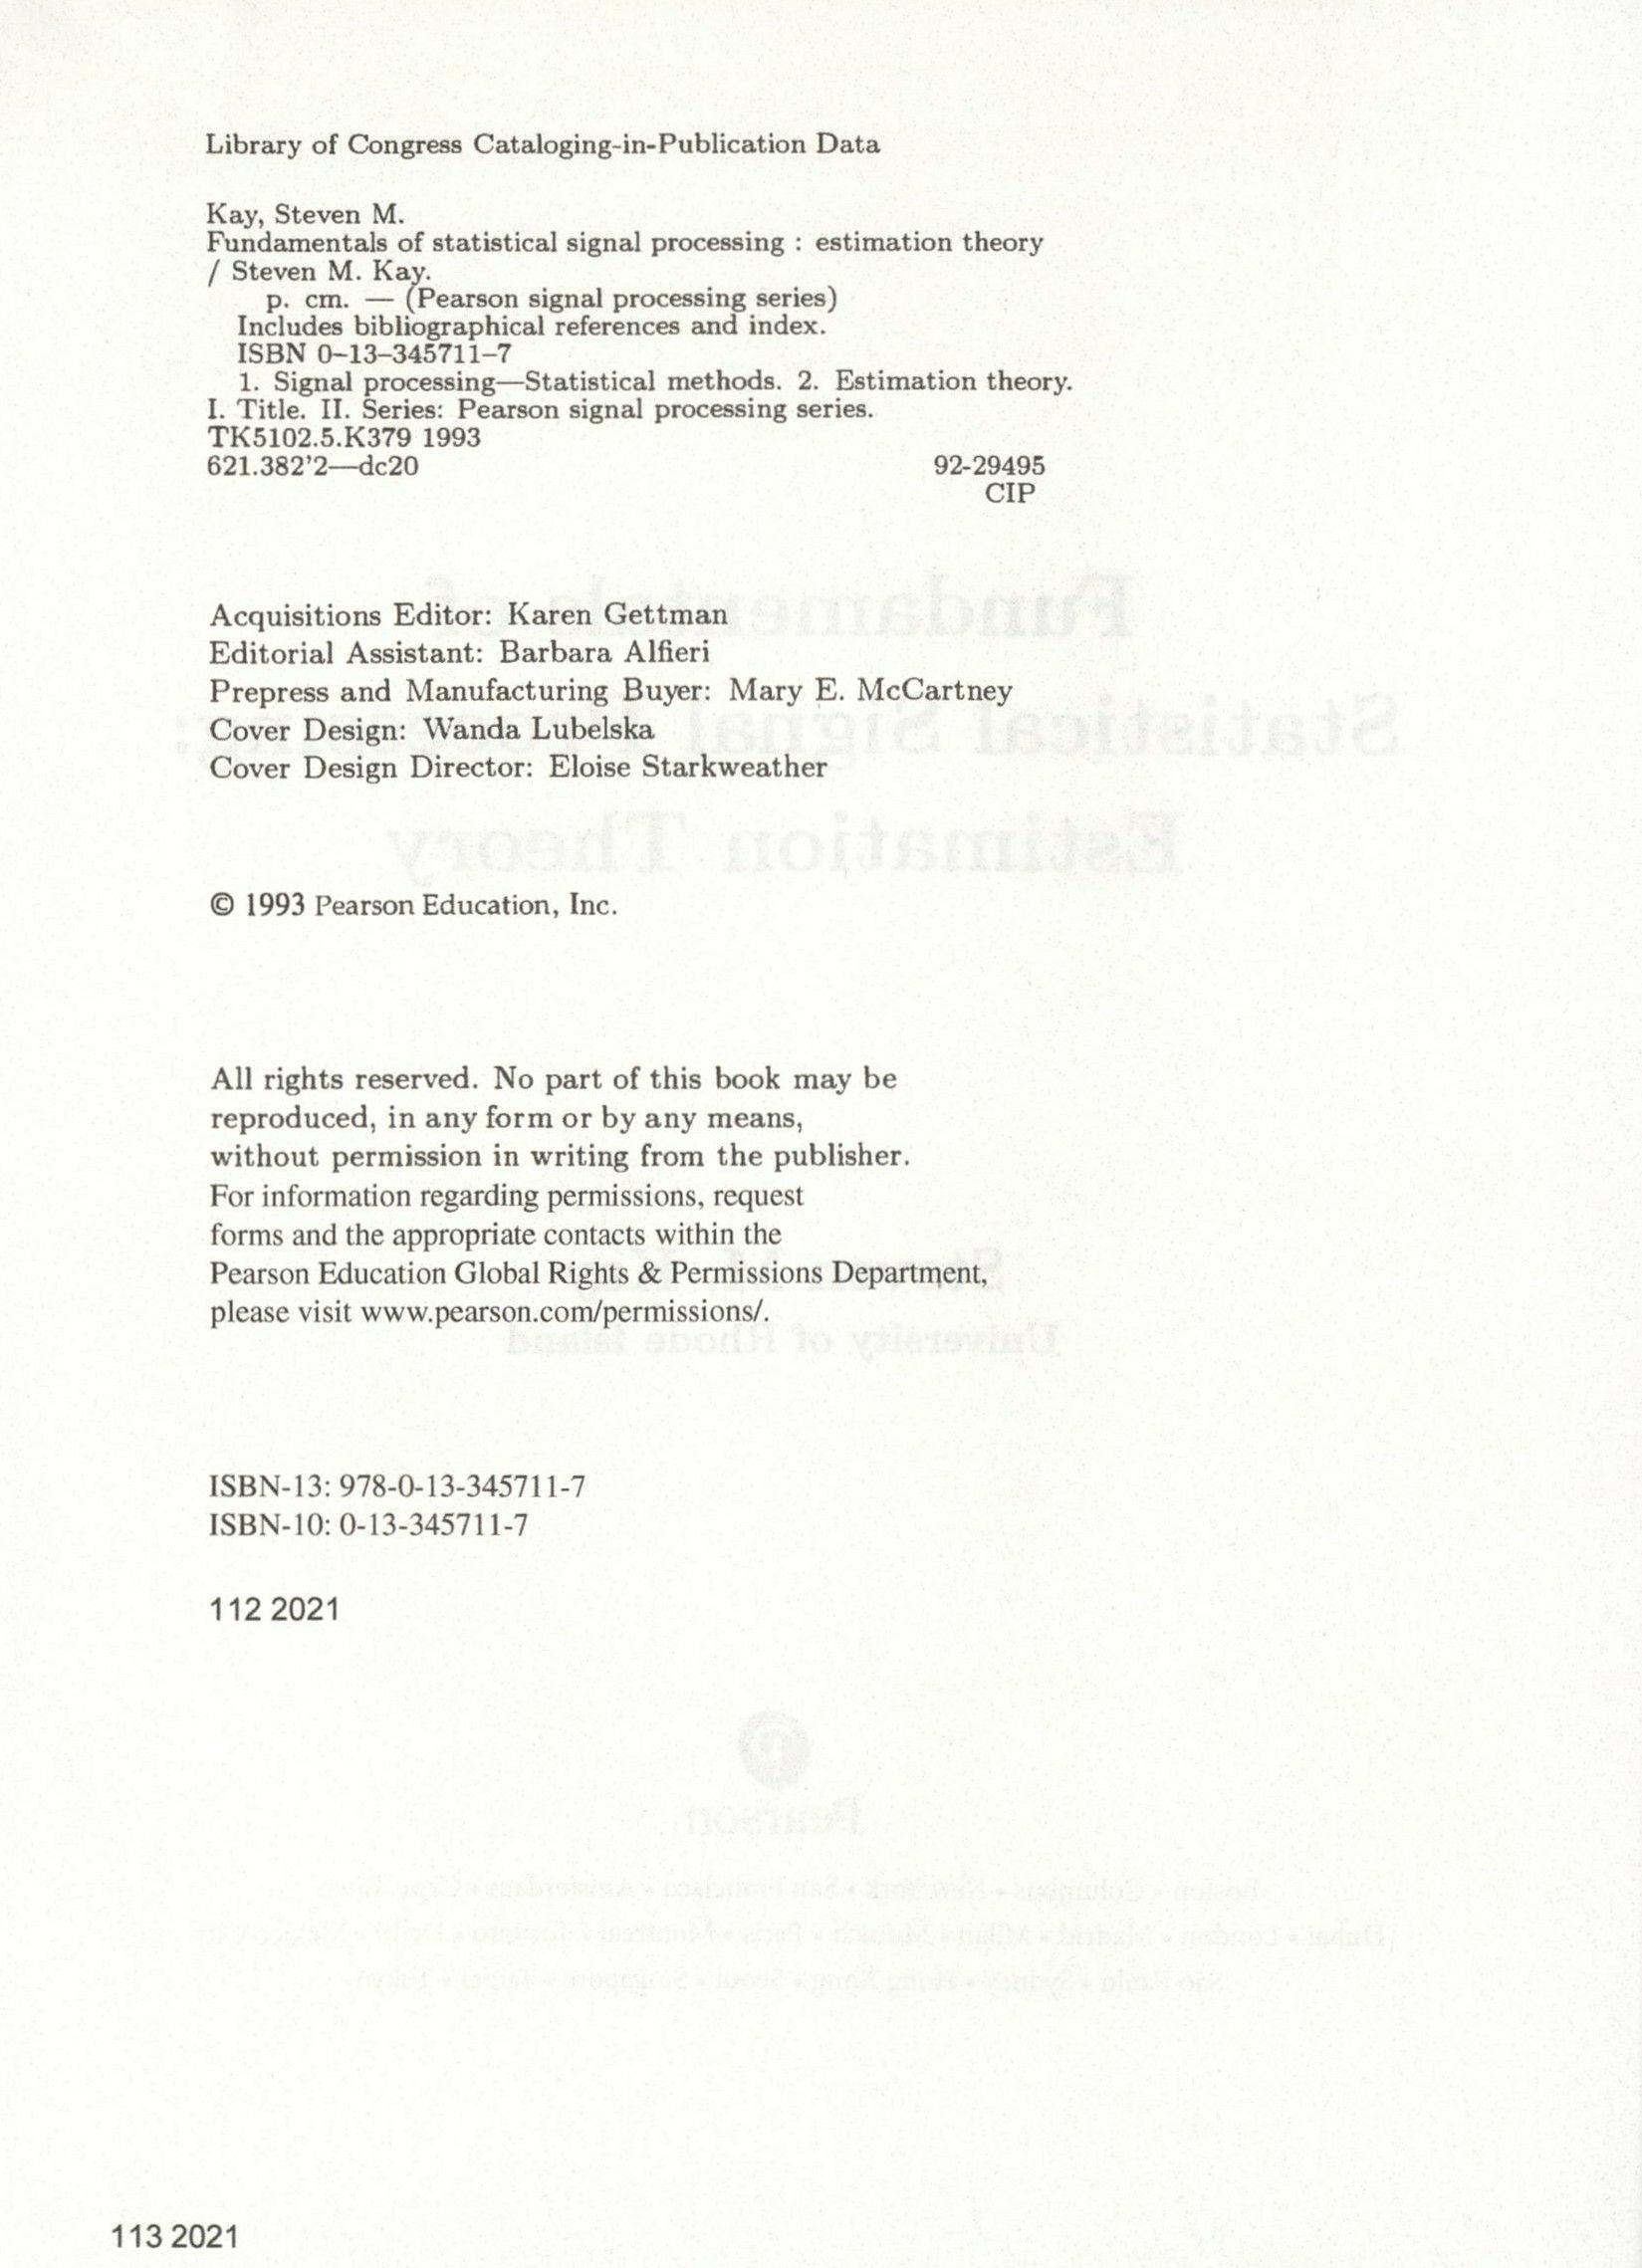 Library of Congress Cataloging-in-Publication Data
Kay, Steven M.
Fundamentals of statistical signal processing : estimation theory
/ Steven M. Kay.
p. cm. — (Pearson signal processing series)
Includes bibliographical references and index.
ISBN 0–13–345711–7
1. Signal processing—Statistical methods. 2. Estimation theory.
I. Title. II. Series: Pearson signal processing series.
TK5102.5.K379 1993
621.382'2—dc20 92-29495
CIP
Acquisitions Editor: Karen Gettman
Editorial Assistant: Barbara Alfieri
Prepress and Manufacturing Buyer: Mary E. McCartney
Cover Design: Wanda Lubelska
Cover Design Director: Eloise Starkweather
© 1993 Pearson Education, Inc.
All rights reserved. No part of this book may be
reproduced, in any form or by any means,
without permission in writing from the publisher.
For information regarding permissions, request
forms and the appropriate contacts within the
Pearson Education Global Rights & Permissions Department,
please visit www.pearson.com/permissions/.
ISBN-13: 978-0-13-345711-7
ISBN-10: 0-13-345711-7
112 2021
113 2021